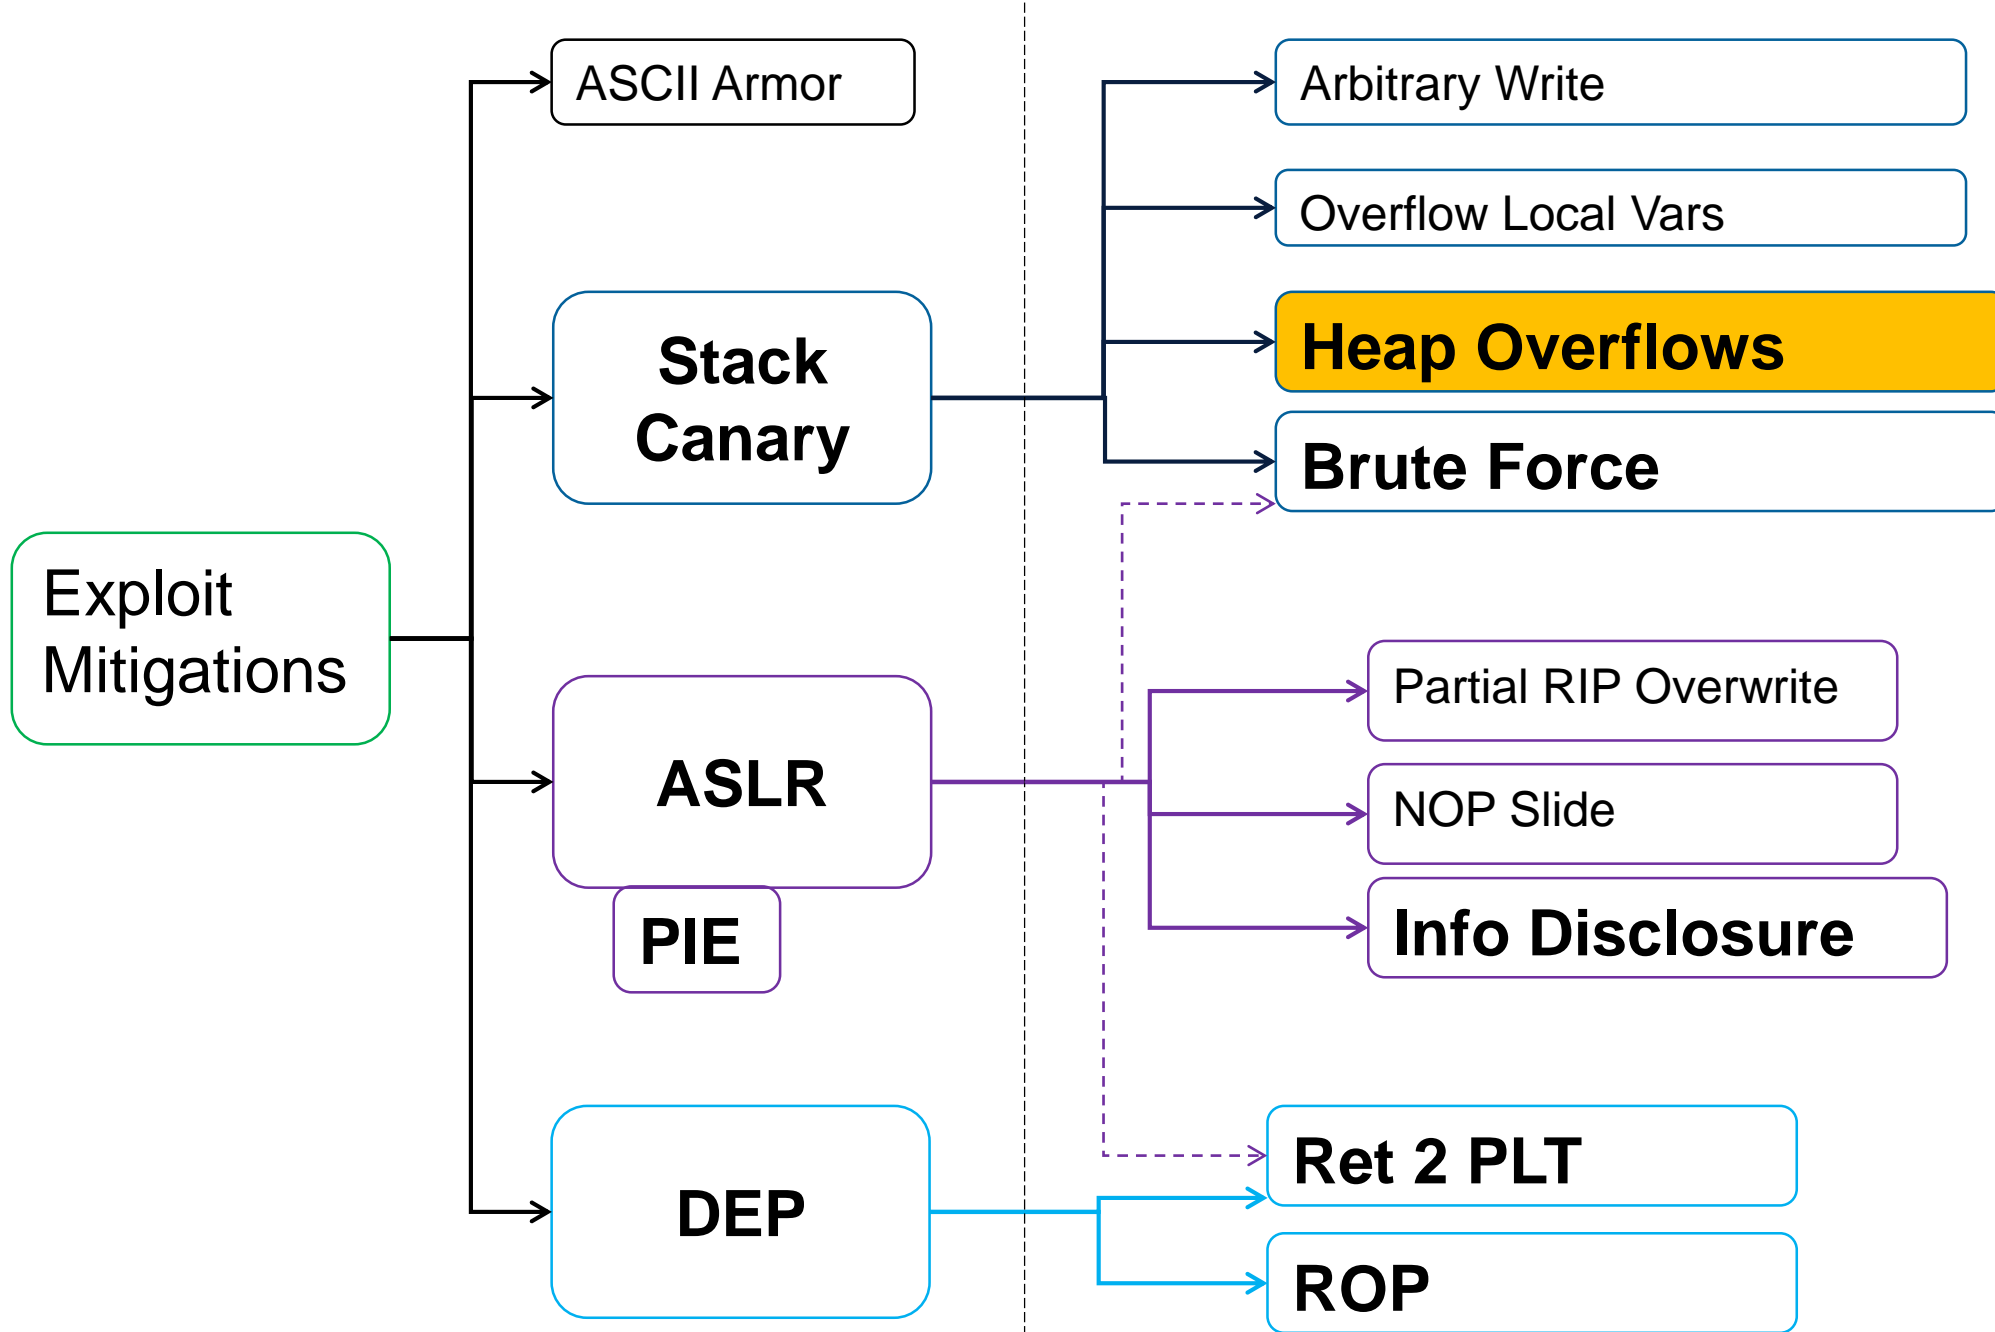 ASCII Armor
Arbitrary Write
Overflow Local Vars
Stack
Canary
Heap Overflows
Brute Force
Exploit
Mitigations
ASLR
PIE
Partial RIP Overwrite
NOP Slide
Info Disclosure
DEP
Ret 2 PLT
ROP